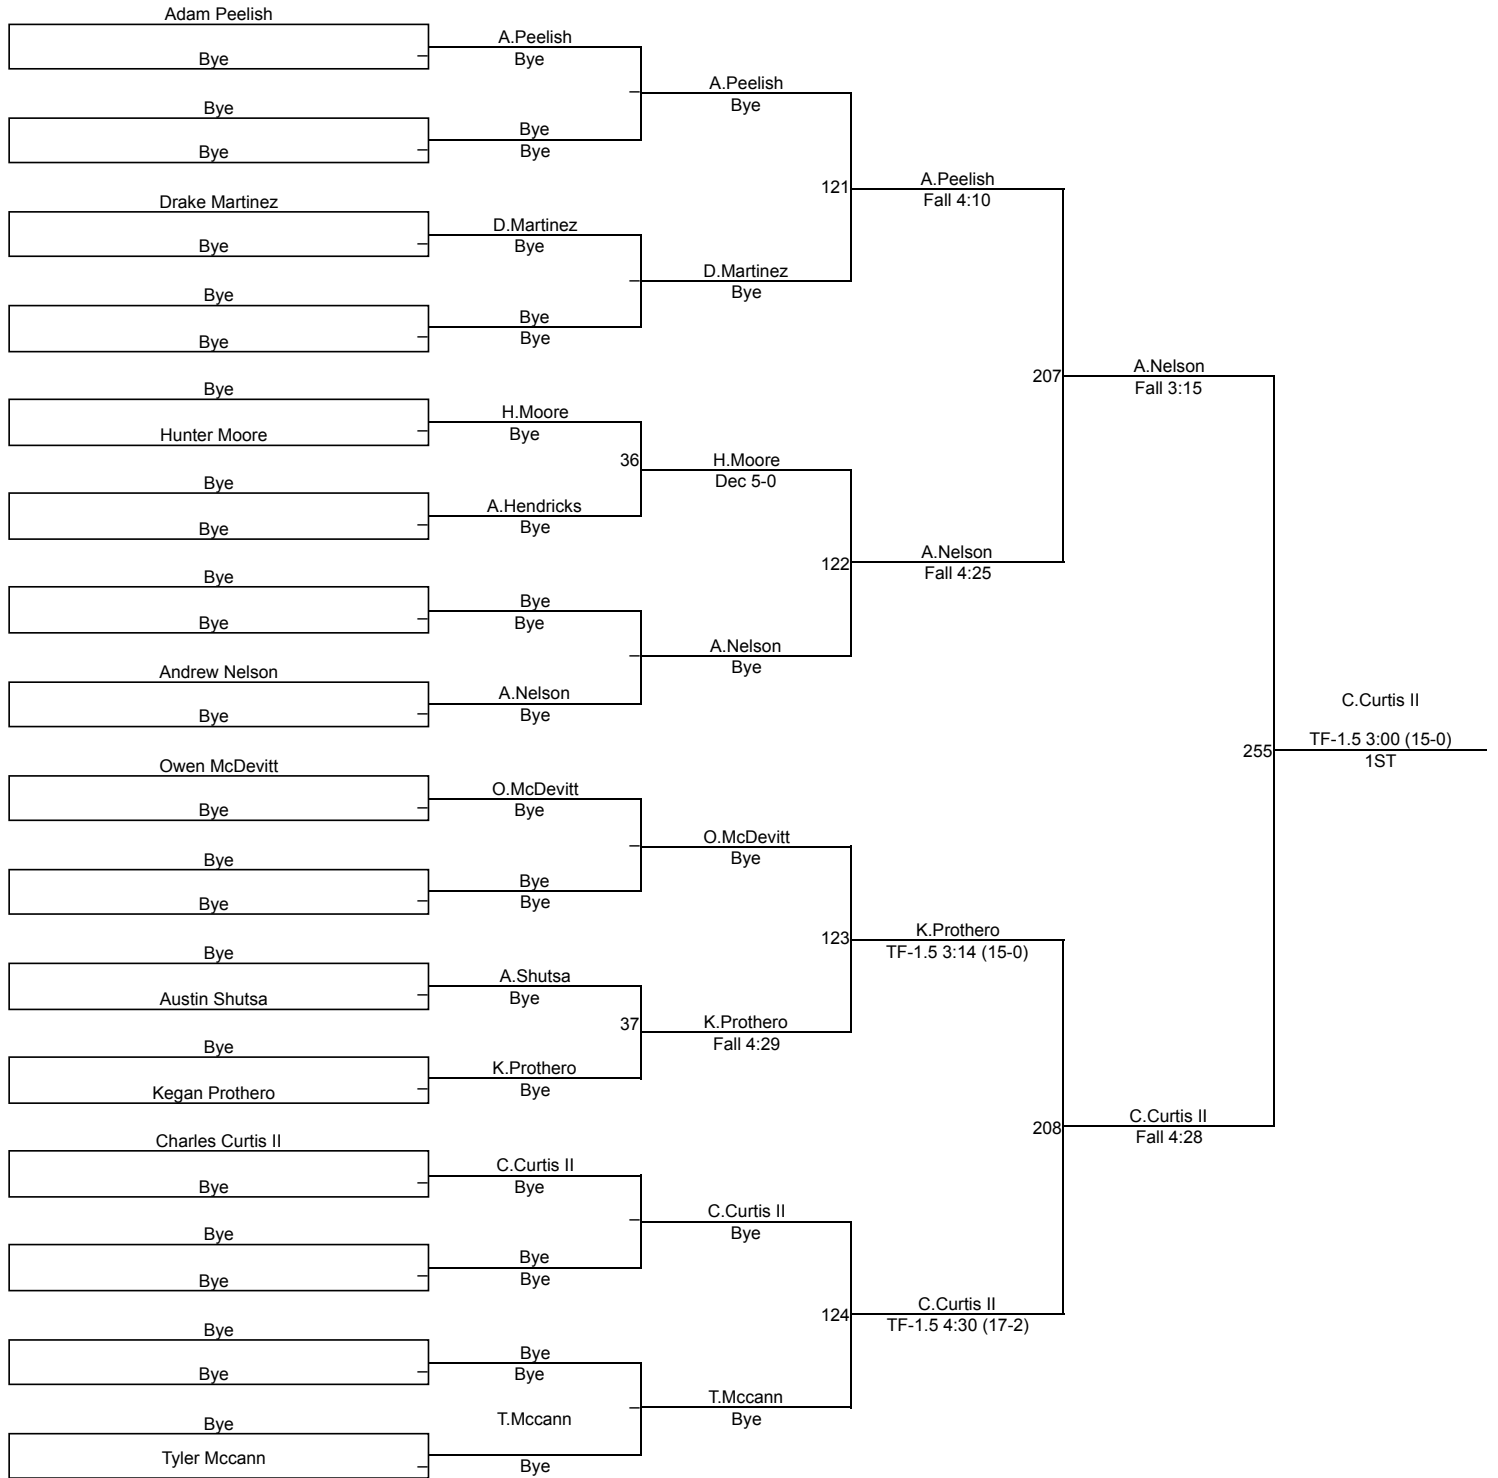 Adam Peelish
Bye
Bye
Bye
Drake Martinez
Bye
Bye
Bye
Bye
Hunter Moore
Bye
Bye
Bye
Bye
Andrew Nelson
Bye
Owen McDevitt
Bye
Bye
Bye
Bye
Austin Shutsa
Bye
Kegan Prothero
Charles Curtis II
Bye
Bye
Bye
Bye
Bye
Bye
Tyler Mccann
A.Peelish
Bye
Bye
Bye
D.Martinez
Bye
Bye
Bye
H.Moore
Bye
36
A.Hendricks
Bye
Bye
Bye
A.Nelson
Bye
O.McDevitt
Bye
Bye
Bye
A.Shutsa
Bye
37
K.Prothero
Bye
C.Curtis II
Bye
Bye
Bye
Bye
Bye
T.Mccann
Bye
A.Peelish
Bye
121
D.Martinez
Bye
H.Moore
Dec 5-0
122
A.Nelson
Bye
O.McDevitt
Bye
123
K.Prothero
Fall 4:29
C.Curtis II
Bye
124
T.Mccann
Bye
A.Peelish
Fall 4:10
207
A.Nelson
Fall 4:25
K.Prothero
TF-1.5 3:14 (15-0)
208
C.Curtis II
TF-1.5 4:30 (17-2)
A.Nelson
Fall 3:15
255
C.Curtis II
Fall 4:28
C.Curtis II
TF-1.5 3:00 (15-0)
1ST